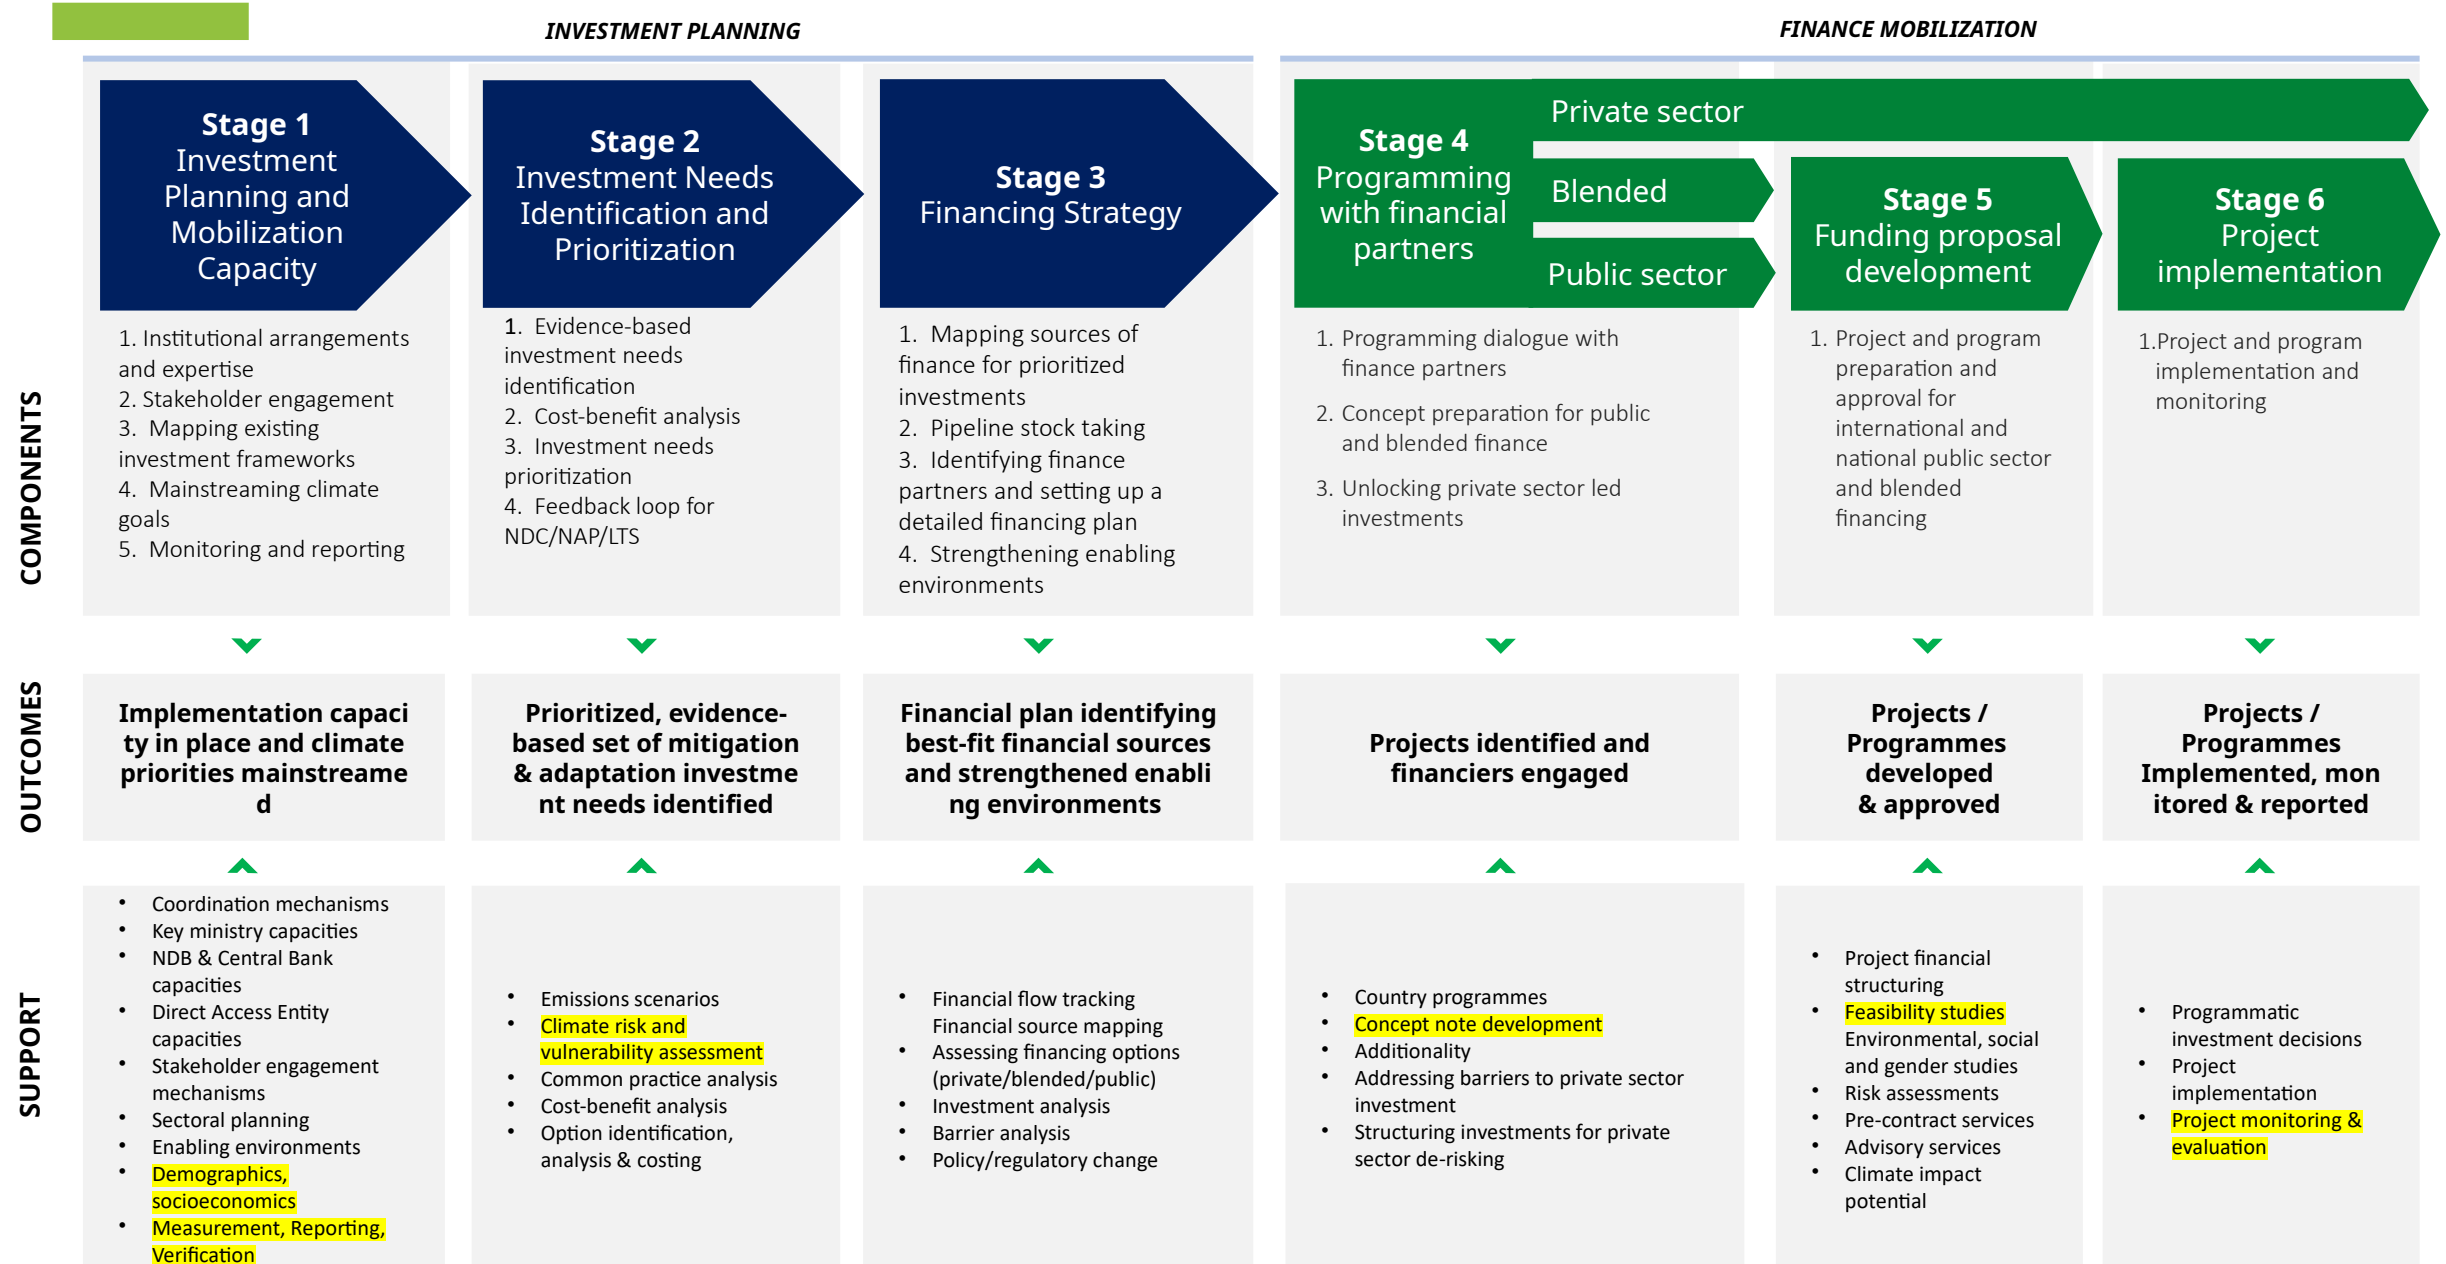 INVESTMENT PLANNING
FINANCE MOBILIZATION
Stage 1
Investment
Planning and
Mobilization
Capacity
Stage 2
Investment Needs
Identification and
Prioritization
Stage 3
Financing Strategy
Stage 4
Programming
with financial
partners
Private sector
Blended
Public sector
Stage 5
Funding proposal
development
Stage 6
Project
implementation
COMPONENTS
1. Institutional arrangements
and expertise
2. Stakeholder engagement
3. Mapping existing
investment frameworks
4. Mainstreaming climate
goals
5. Monitoring and reporting
1. Evidence-based
investment needs
identification
2. Cost-benefit analysis
3. Investment needs
prioritization
4. Feedback loop for
NDC/NAP/LTS
1. Mapping sources of
finance for prioritized
investments
2. Pipeline stock taking
3. Identifying finance
partners and setting up a
detailed financing plan
4. Strengthening enabling
environments
1. Programming dialogue with
finance partners
2. Concept preparation for public
and blended finance
3. Unlocking private sector led
investments
1. Project and program
preparation and
approval for
international and
national public sector
and blended
financing
1.Project and program
implementation and
monitoring
OUTCOMES
Implementation capaci
ty in place and climate
priorities mainstreame
d
Prioritized, evidence-
based set of mitigation
& adaptation investme
nt needs identified
Financial plan identifying
best-fit financial sources
and strengthened enabli
ng environments
Projects identified and
financiers engaged
Projects /
Programmes
developed
& approved
Projects /
Programmes
Implemented, mon
itored & reported
SUPPORT
• Coordination mechanisms
• Key ministry capacities
• NDB & Central Bank
capacities
• Direct Access Entity
capacities
• Stakeholder engagement
mechanisms
• Sectoral planning
• Enabling environments
• Demographics,
socioeconomics
• Measurement, Reporting,
Verification
• Emissions scenarios
• Climate risk and
vulnerability assessment
• Common practice analysis
• Cost-benefit analysis
• Option identification,
analysis & costing
• Financial flow tracking
Financial source mapping
• Assessing financing options
(private/blended/public)
• Investment analysis
• Barrier analysis
• Policy/regulatory change
• Country programmes
• Concept note development
• Additionality
• Addressing barriers to private sector
investment
• Structuring investments for private
sector de-risking
• Project financial
structuring
• Feasibility studies
Environmental, social
and gender studies
• Risk assessments
• Pre-contract services
• Advisory services
• Climate impact
potential
• Programmatic
investment decisions
• Project
implementation
• Project monitoring &
evaluation